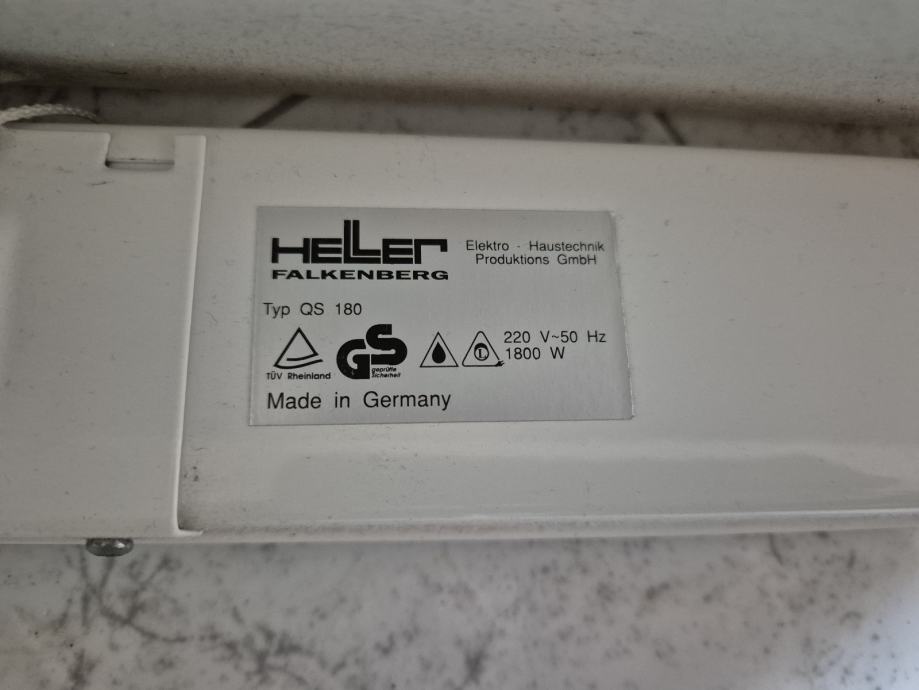 HELLER
FALKENBERG
Elektro - Haustechnik
Produktions GmbH
Typ QS 180
TÜV Rheinland
GS
geprüfte
Sicherheit
L
220 V~50 Hz
1800 W
Made in Germany